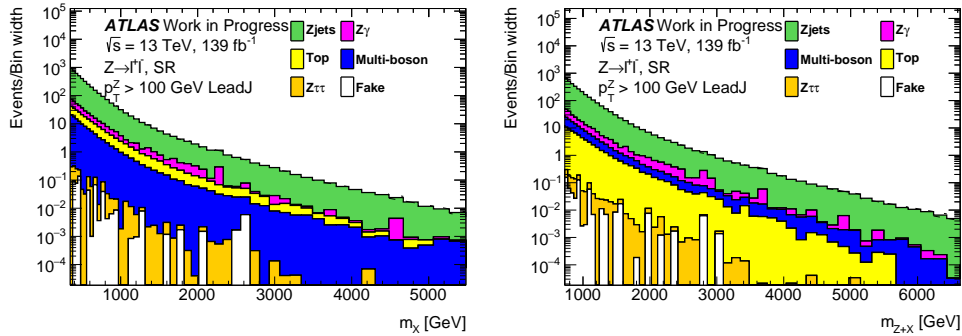 Events/Bin width
10⁵
10⁴
10³
10²
10
1
10⁻¹
10⁻²
10⁻³
10⁻⁴
ATLAS Work in Progress
√s = 13 TeV, 139 fb⁻¹
Z→l⁺l⁻, SR
p_T^Z > 100 GeV LeadJ
Zjets
Zγ
Top
Multi-boson
Zττ
Fake
1000 2000 3000 4000 5000
m_X [GeV]
Events/Bin width
10⁵
10⁴
10³
10²
10
1
10⁻¹
10⁻²
10⁻³
10⁻⁴
ATLAS Work in Progress
√s = 13 TeV, 139 fb⁻¹
Z→l⁺l⁻, SR
p_T^Z > 100 GeV LeadJ
Zjets
Zγ
Multi-boson
Top
Zττ
Fake
1000 2000 3000 4000 5000 6000
m_Z+X [GeV]